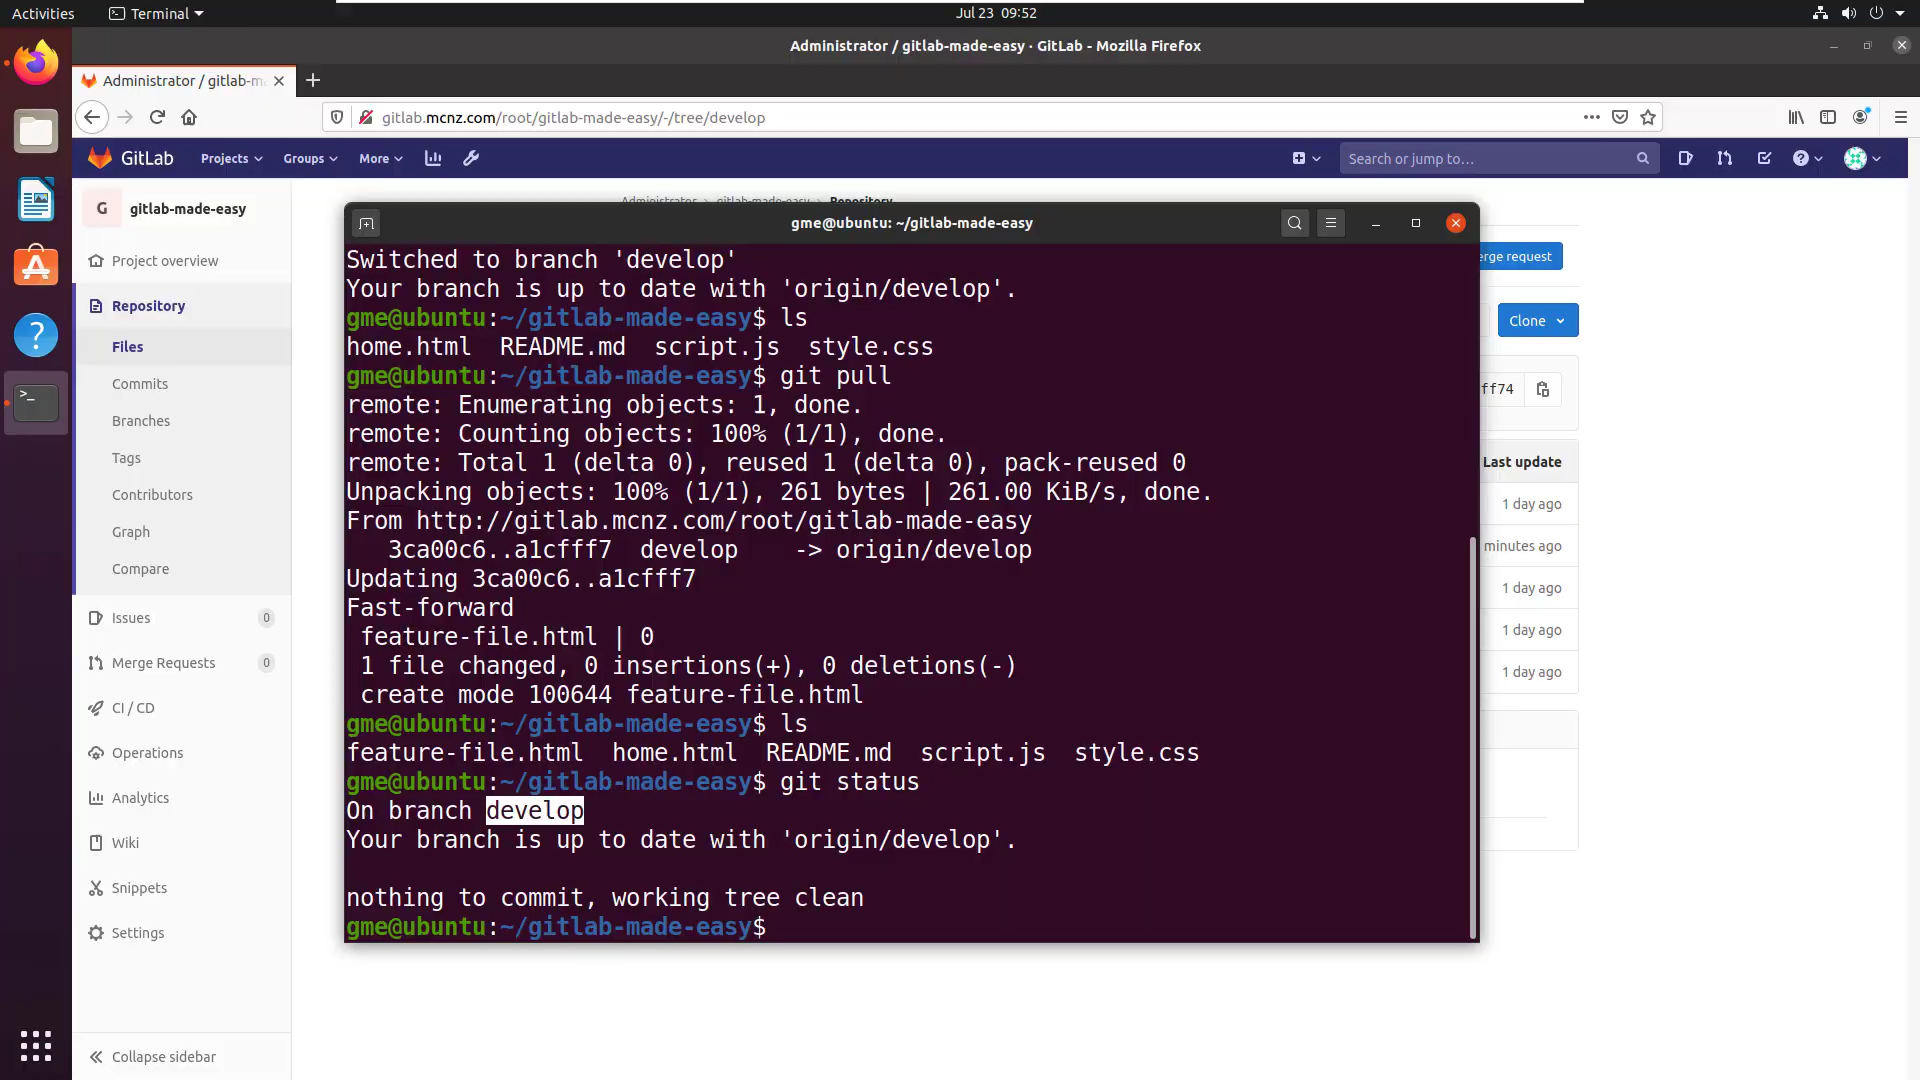 Activities
Terminal
Jul 23 09:52
Administrator / gitlab-made-easy · GitLab - Mozilla Firefox
Administrator / gitlab-m
gitlab.mcnz.com/root/gitlab-made-easy/-/tree/develop
GitLab
Projects
Groups
More
Search or jump to…
G
gitlab-made-easy
Project overview
Repository
Files
Commits
Branches
Tags
Contributors
Graph
Compare
Issues 0
Merge Requests 0
CI / CD
Operations
Analytics
Wiki
Snippets
Settings
Collapse sidebar
Administrator > gitlab-made-easy > Repository
gme@ubuntu: ~/gitlab-made-easy
Switched to branch 'develop'
Your branch is up to date with 'origin/develop'.
gme@ubuntu:~/gitlab-made-easy$ ls
home.html README.md script.js style.css
gme@ubuntu:~/gitlab-made-easy$ git pull
remote: Enumerating objects: 1, done.
remote: Counting objects: 100% (1/1), done.
remote: Total 1 (delta 0), reused 1 (delta 0), pack-reused 0
Unpacking objects: 100% (1/1), 261 bytes | 261.00 KiB/s, done.
From http://gitlab.mcnz.com/root/gitlab-made-easy
3ca00c6..a1cfff7 develop -> origin/develop
Updating 3ca00c6..a1cfff7
Fast-forward
feature-file.html | 0
1 file changed, 0 insertions(+), 0 deletions(-)
create mode 100644 feature-file.html
gme@ubuntu:~/gitlab-made-easy$ ls
feature-file.html home.html README.md script.js style.css
gme@ubuntu:~/gitlab-made-easy$ git status
On branch develop
Your branch is up to date with 'origin/develop'.
nothing to commit, working tree clean
gme@ubuntu:~/gitlab-made-easy$
erge request
Clone
ff74
Last update
1 day ago
minutes ago
1 day ago
1 day ago
1 day ago